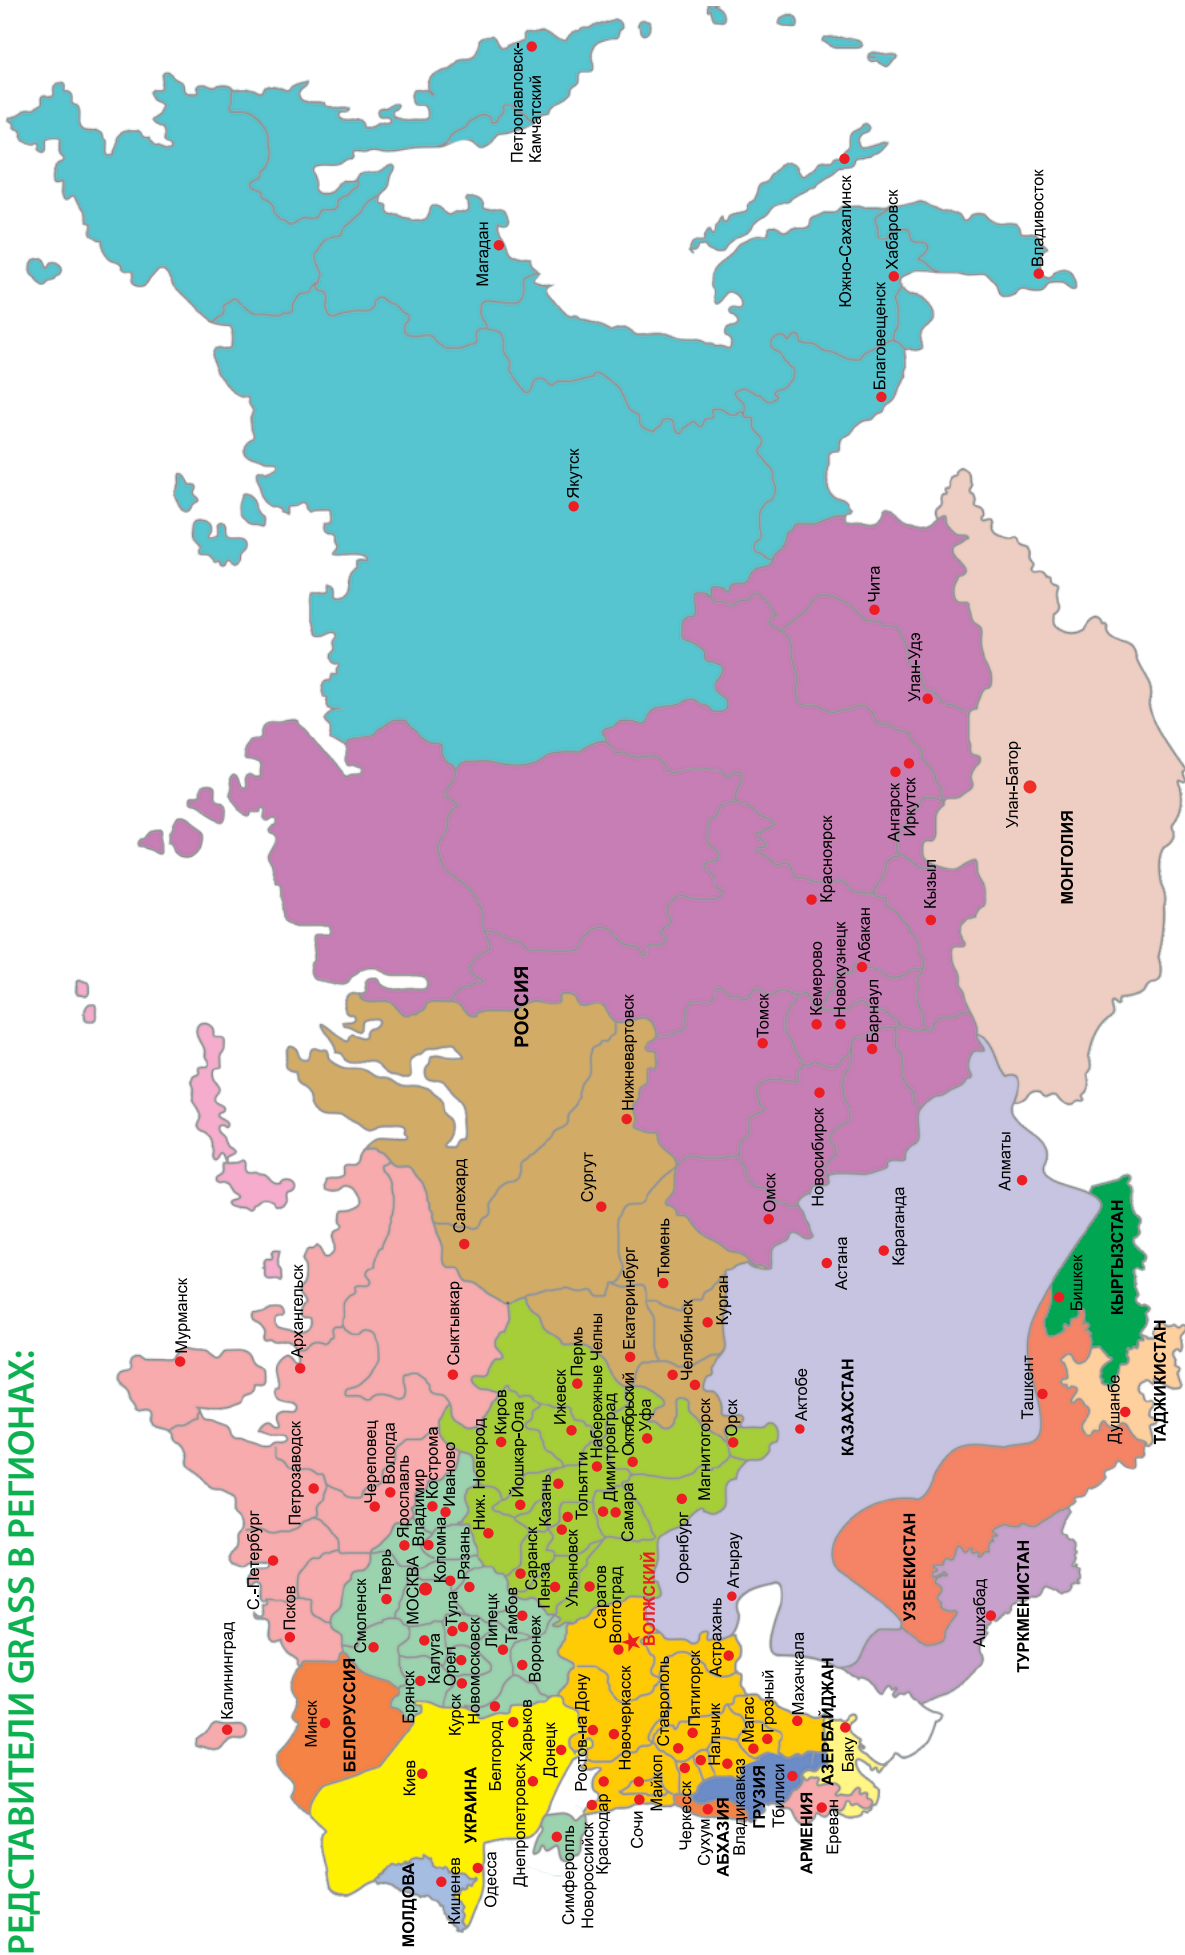 РЕДСТАВИТЕЛИ GRASS В РЕГИОНАХ:
Мурманск
Калининград
С.-Петербург
Псков
Петрозаводск
Архангельск
Череповец
Вологда
Сыктывкар
Салехард
Минск
БЕЛОРУССИЯ
Смоленск
Тверь
МОСКВА
Ярославль
Владимир
Кострома
Иваново
Коломна
Рязань
Брянск
Калуга
Орел
Тула
Курск
Новомосковск
Липецк
Тамбов
Воронеж
Белгород
Киев
УКРАИНА
Харьков
Днепропетровск
Донецк
Одесса
МОЛДОВА
Кишенев
Симферополь
Ниж. Новгород
Киров
Йошкар-Ола
Казань
Ижевск
Пермь
Набережные Челны
Саранск
Пенза
Ульяновск
Тольятти
Димитровград
Октябрьский
Самара
Уфа
Саратов
Оренбург
Магнитогорск
Орск
Екатеринбург
Челябинск
Курган
Тюмень
Сургут
Нижневартовск
РОССИЯ
Волгоград
ВОЛЖСКИЙ
Астрахань
Ростов-на Дону
Новочеркасск
Новороссийск
Краснодар
Сочи
Майкоп
Ставрополь
Пятигорск
Черкесск
Нальчик
Магас
Грозный
Владикавказ
Махачкала
Сухум
АБХАЗИЯ
ГРУЗИЯ
Тбилиси
АРМЕНИЯ
Ереван
АЗЕРБАЙДЖАН
Баку
Омск
Томск
Новосибирск
Кемерово
Новокузнецк
Барнаул
Абакан
Красноярск
Кызыл
Ангарск
Иркутск
Улан-Удэ
Чита
Якутск
Магадан
Петропавловск-
Камчатский
Южно-Сахалинск
Хабаровск
Благовещенск
Владивосток
Улан-Батор
МОНГОЛИЯ
Атырау
Актобе
КАЗАХСТАН
Астана
Караганда
Алматы
УЗБЕКИСТАН
Ташкент
Бишкек
КЫРГЫЗСТАН
Душанбе
ТАДЖИКИСТАН
Ашхабад
ТУРКМЕНИСТАН